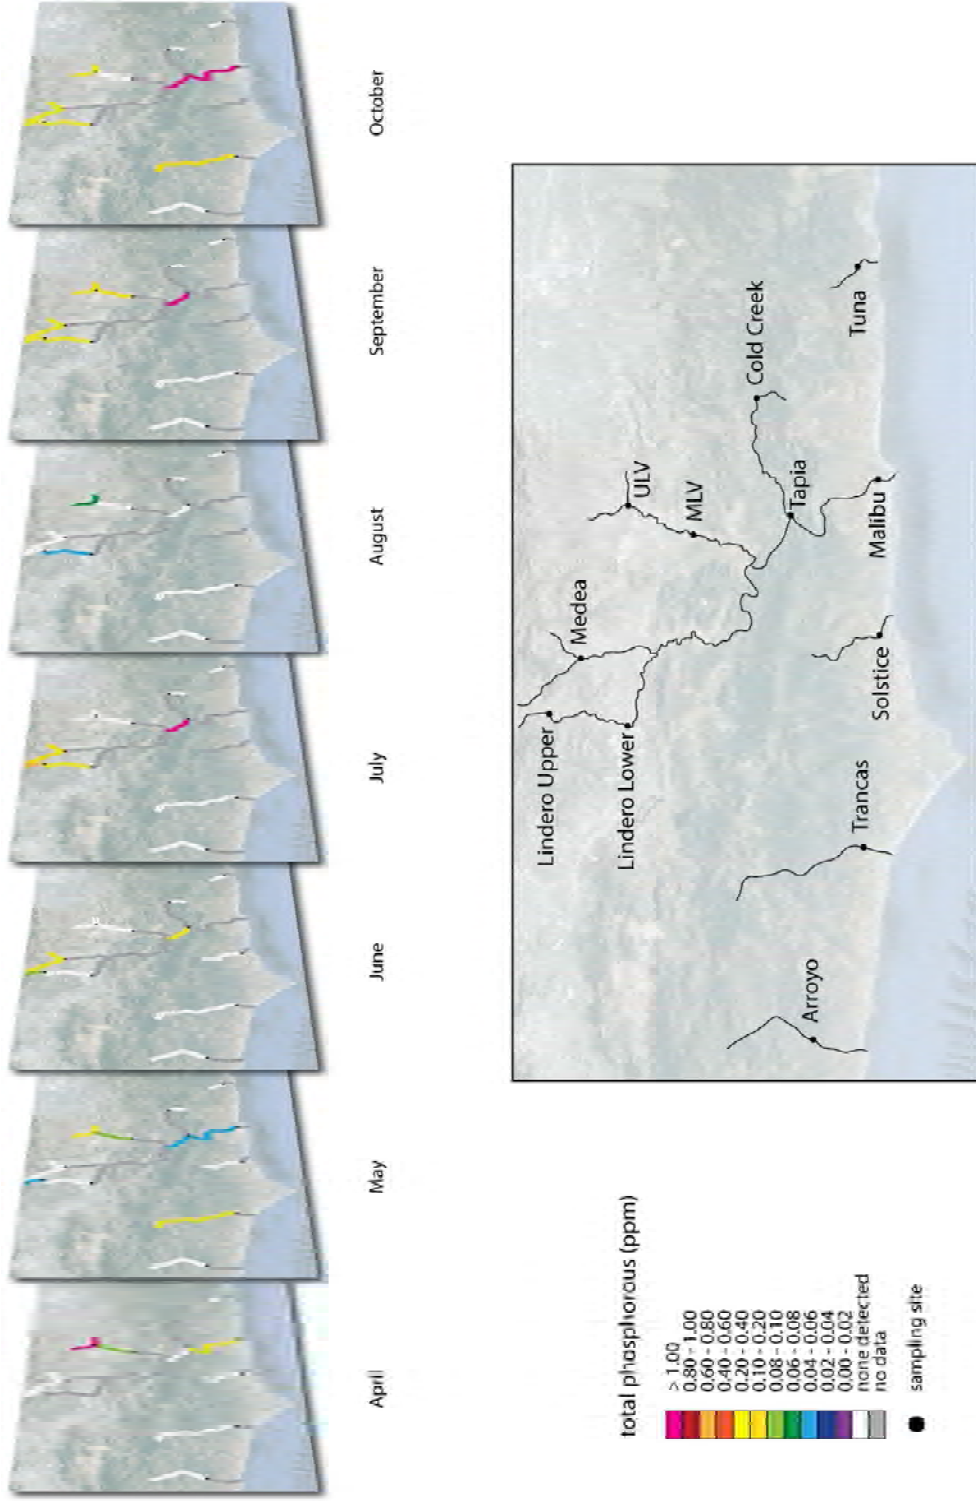 April
May
June
July
August
September
October
total phosphorous (ppm)
> 1.00
0.80 - 1.00
0.60 - 0.80
0.40 - 0.60
0.20 - 0.40
0.10 - 0.20
0.08 - 0.10
0.06 - 0.08
0.04 - 0.06
0.02 - 0.04
0.00 - 0.02
none detected
no data
sampling site
Lindero Upper
Medea
Lindero Lower
ULV
MLV
Cold Creek
Tapia
Arroyo
Trancas
Solstice
Malibu
Tuna